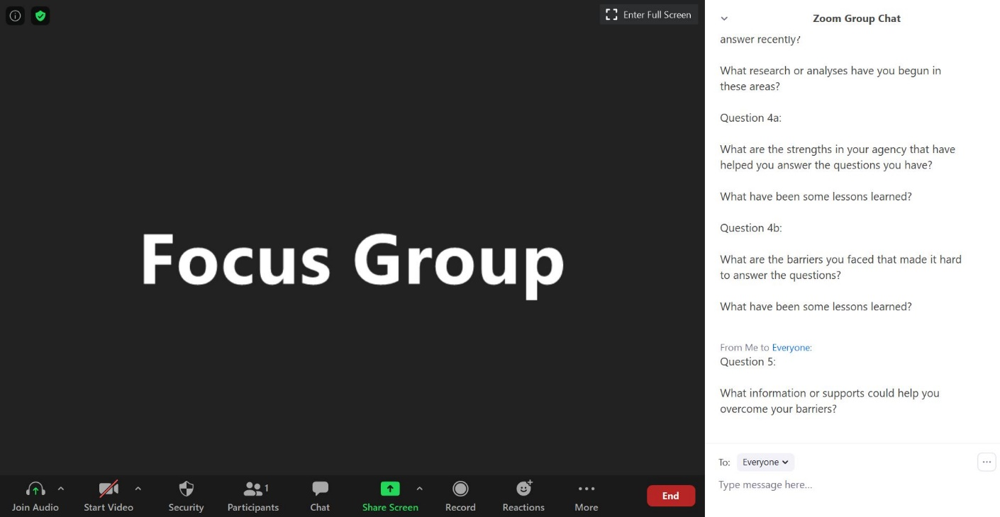 Enter Full Screen
Focus Group
Join Audio
Start Video
Security
Participants
1
Chat
Share Screen
Record
Reactions
More
End
Zoom Group Chat
answer recently?
What research or analyses have you begun in
these areas?
Question 4a:
What are the strengths in your agency that have
helped you answer the questions you have?
What have been some lessons learned?
Question 4b:
What are the barriers you faced that made it hard
to answer the questions?
What have been some lessons learned?
From Me to Everyone:
Question 5:
What information or supports could help you
overcome your barriers?
To: Everyone
Type message here...